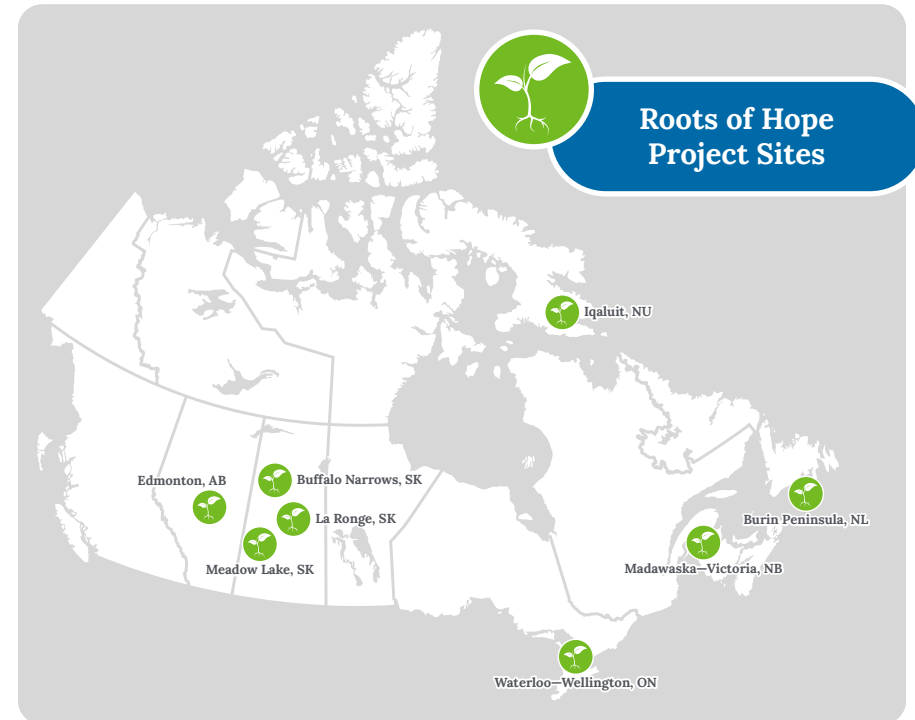 Roots of Hope
Project Sites
Iqaluit, NU
Edmonton, AB
Buffalo Narrows, SK
La Ronge, SK
Meadow Lake, SK
Burin Peninsula, NL
Madawaska—Victoria, NB
Waterloo—Wellington, ON